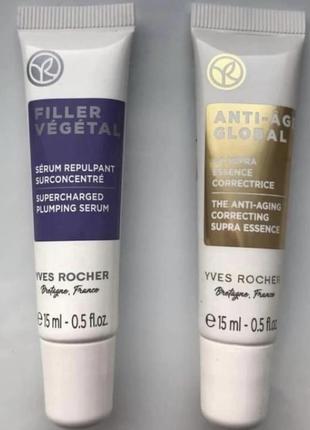 FILLER
VÉGÉTAL
SÉRUM REPULPANT
SURCONCENTRÉ
SUPERCHARGED
PLUMPING SERUM
YVES ROCHER
Bretagne, France
℮ 15 ml - 0.5 fl.oz.
ANTI-ÂGE
GLOBAL
SUPRA
ESSENCE
CORRECTRICE
THE ANTI-AGING
CORRECTING
SUPRA ESSENCE
YVES ROCHER
Bretagne, France
℮ 15 ml - 0.5 fl.oz.